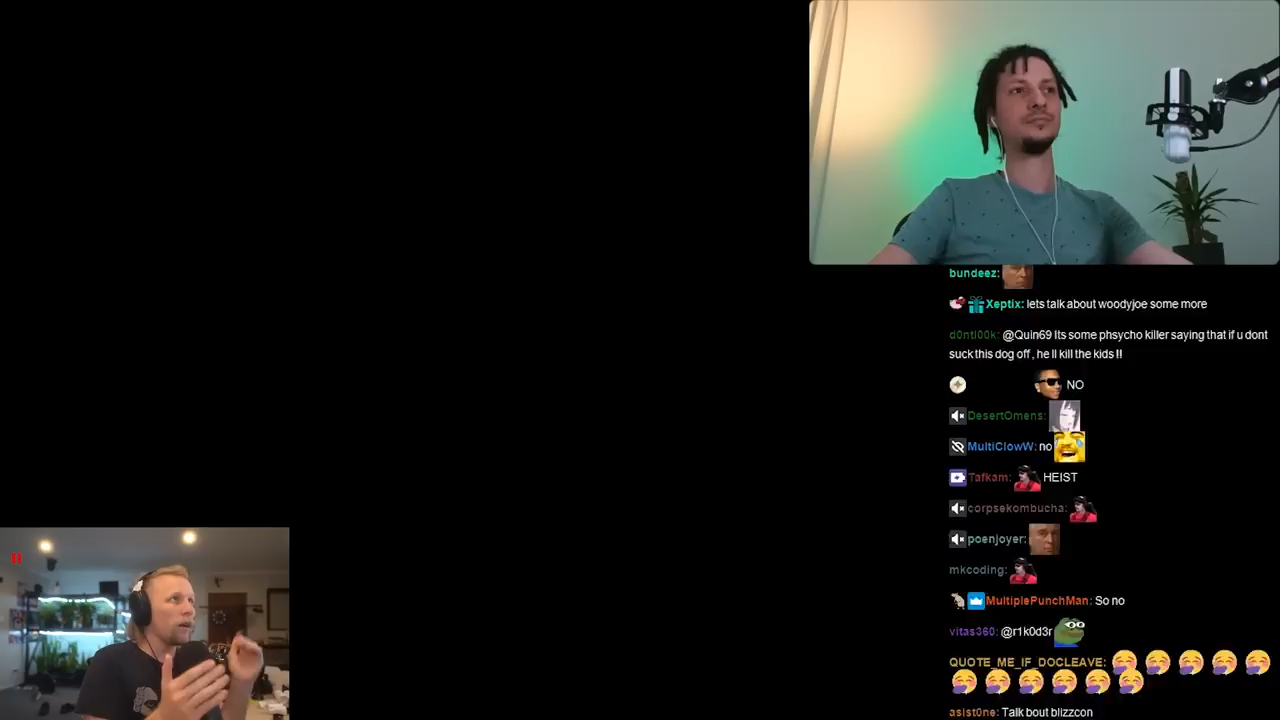 bundeez:
Xeptix: lets talk about woodyjoe some more
d0ntl00k: @Quin69 Its some phsycho killer saying that if u dont
suck this dog off , he ll kill the kids !!
NO
DesertOmens:
MultiClowW: no
Tafkam: HEIST
corpsekombucha:
poenjoyer:
mkcoding:
MultiplePunchMan: So no
vitas360: @r1k0d3r
QUOTE_ME_IF_DOCLEAVE:
asist0ne: Talk bout blizzcon